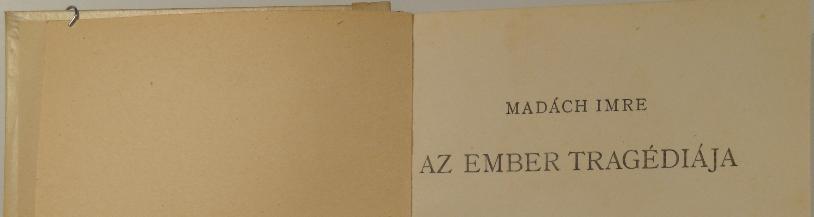 MADÁCH IMRE
AZ EMBER TRAGÉDIÁJA